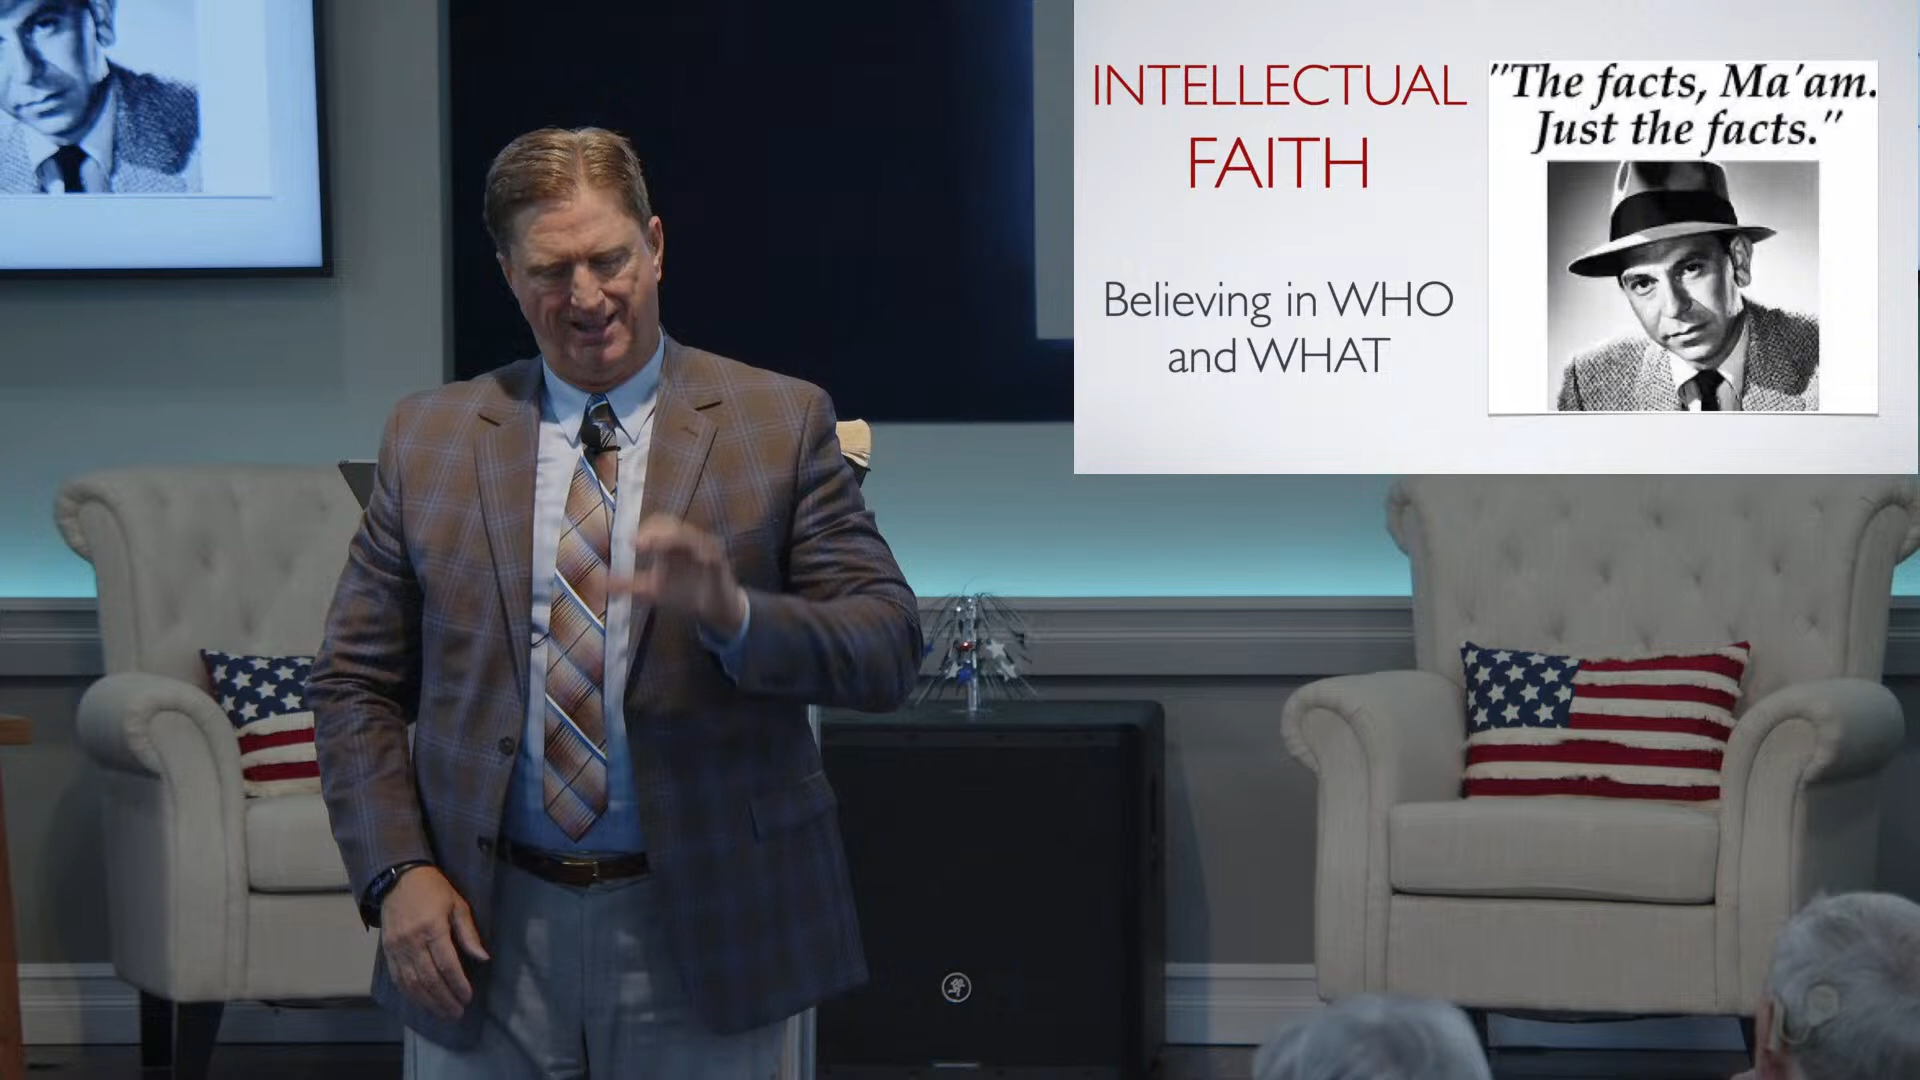 INTELLECTUAL
FAITH
Believing in WHO
and WHAT
"The facts, Ma'am.
Just the facts."